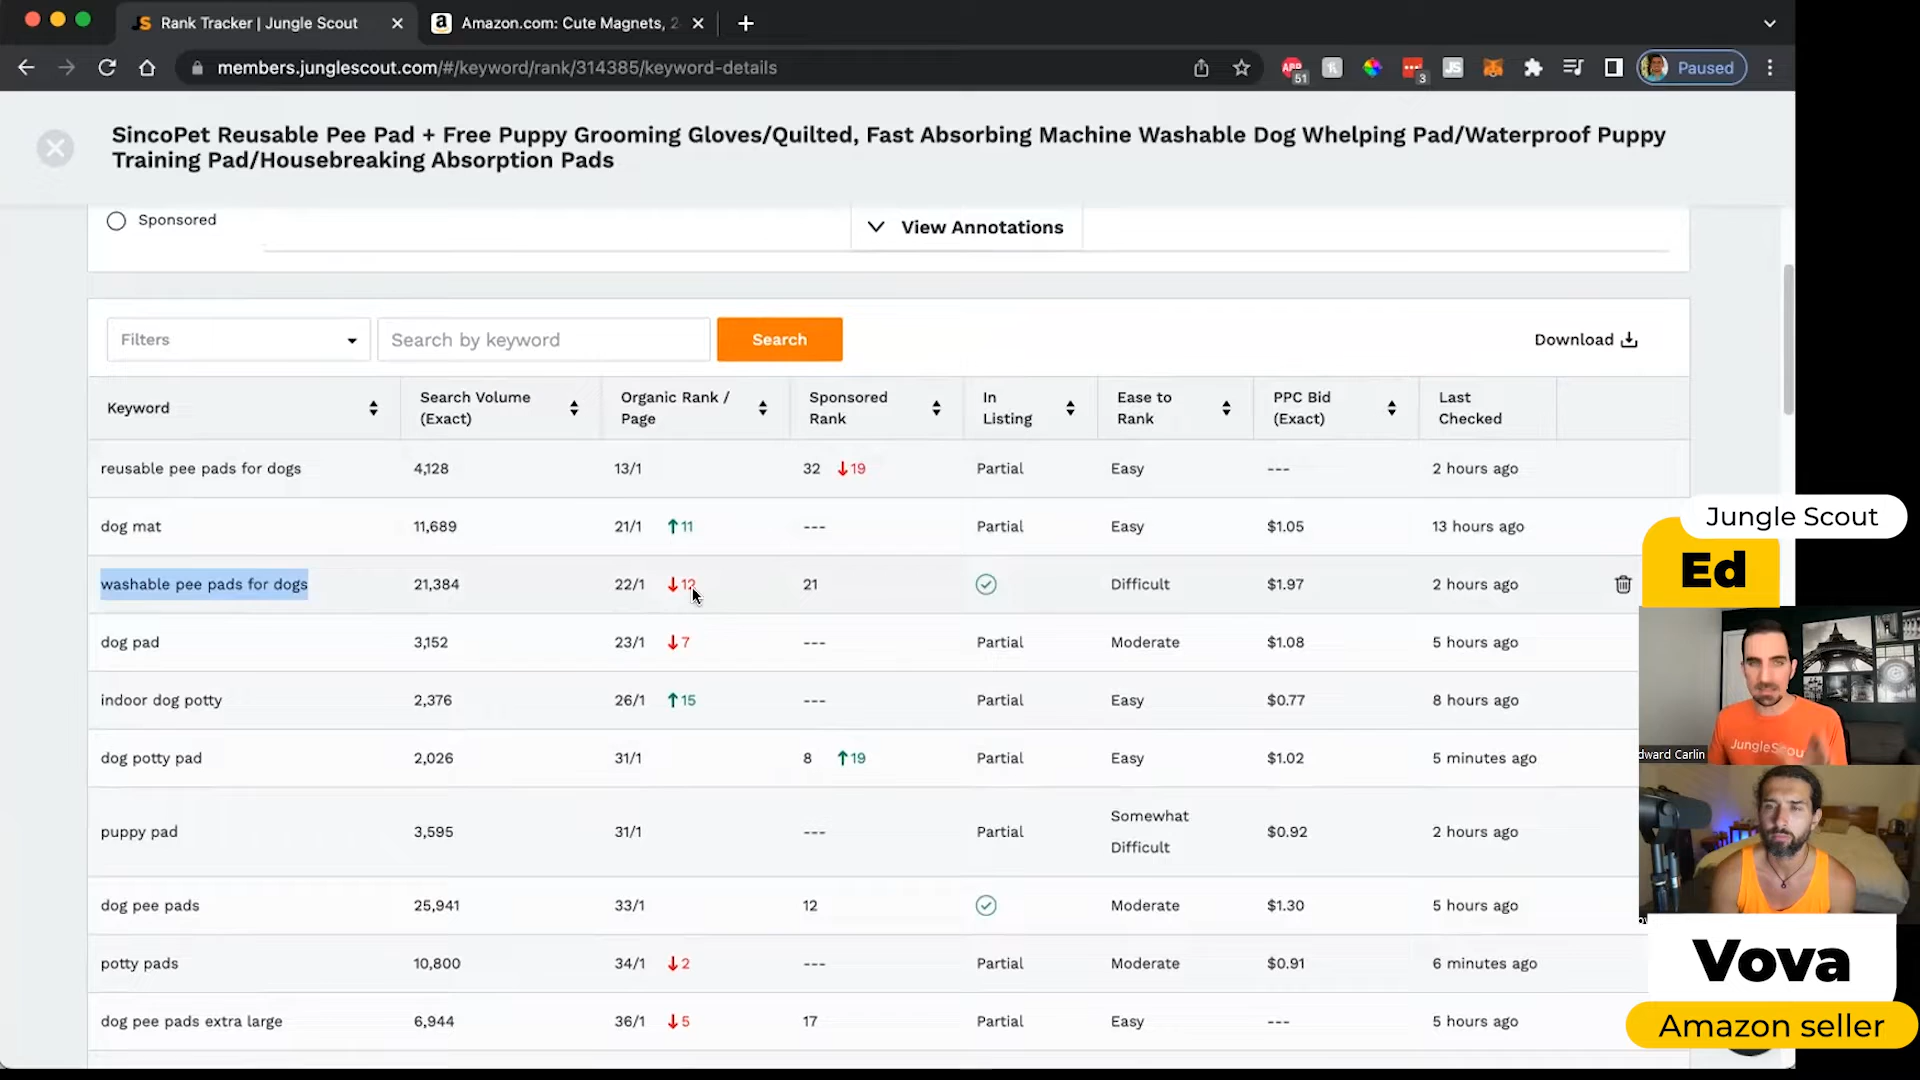 Rank Tracker | Jungle Scout
Amazon.com: Cute Magnets, 2
members.junglescout.com/#/keyword/rank/314385/keyword-details
51
3
Paused
SincoPet Reusable Pee Pad + Free Puppy Grooming Gloves/Quilted, Fast Absorbing Machine Washable Dog Whelping Pad/Waterproof Puppy
Training Pad/Housebreaking Absorption Pads
Sponsored
View Annotations
Filters
Search by keyword
Search
Download
Keyword
Search Volume
(Exact)
Organic Rank /
Page
Sponsored
Rank
In
Listing
Ease to
Rank
PPC Bid
(Exact)
Last
Checked
reusable pee pads for dogs 4,128 13/1 32 ↓19 Partial Easy --- 2 hours ago
dog mat 11,689 21/1 ↑11 --- Partial Easy $1.05 13 hours ago
washable pee pads for dogs 21,384 22/1 ↓12 21 Difficult $1.97 2 hours ago
dog pad 3,152 23/1 ↓7 --- Partial Moderate $1.08 5 hours ago
indoor dog potty 2,376 26/1 ↑15 --- Partial Easy $0.77 8 hours ago
dog potty pad 2,026 31/1 8 ↑19 Partial Easy $1.02 5 minutes ago
puppy pad 3,595 31/1 --- Partial Somewhat
Difficult $0.92 2 hours ago
dog pee pads 25,941 33/1 12 Moderate $1.30 5 hours ago
potty pads 10,800 34/1 ↓2 --- Partial Moderate $0.91 6 minutes ago
dog pee pads extra large 6,944 36/1 ↓5 17 Partial Easy --- 5 hours ago
Jungle Scout
Ed
JungleScou
dward Carlin
Vova
Amazon seller